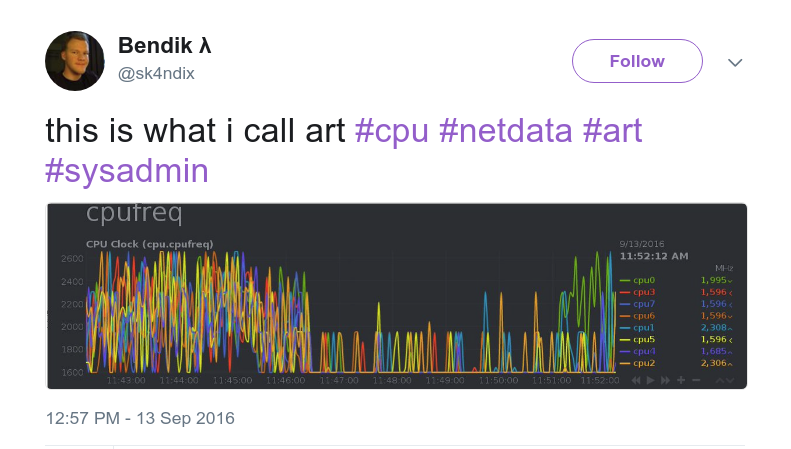 Bendik λ
@sk4ndix
Follow
this is what i call art #cpu #netdata #art
#sysadmin
cpufreq
CPU Clock (cpu.cpufreq)
9/13/2016
11:52:12 AM
MHz
2600
2400
2200
2000
1800
1600
cpu0 1,995
cpu3 1,596
cpu7 1,596
cpu6 1,596
cpu1 2,308
cpu5 1,596
cpu4 1,685
cpu2 2,306
11:43:00 11:44:00 11:45:00 11:46:00 11:47:00 11:48:00 11:49:00 11:50:00 11:51:00 11:52:00
12:57 PM - 13 Sep 2016